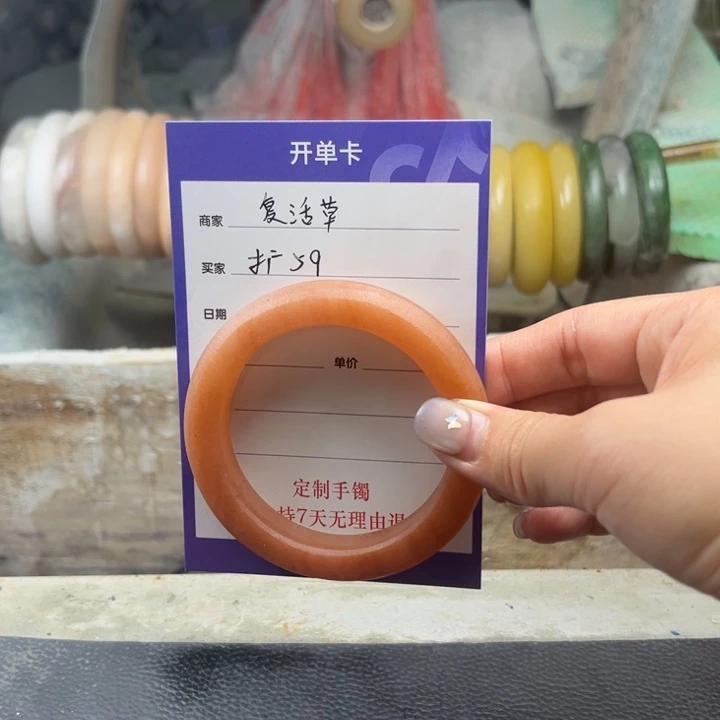 开单卡
商家 复活草
买家 扩59
日期
单价
定制手镯
持7天无理由退